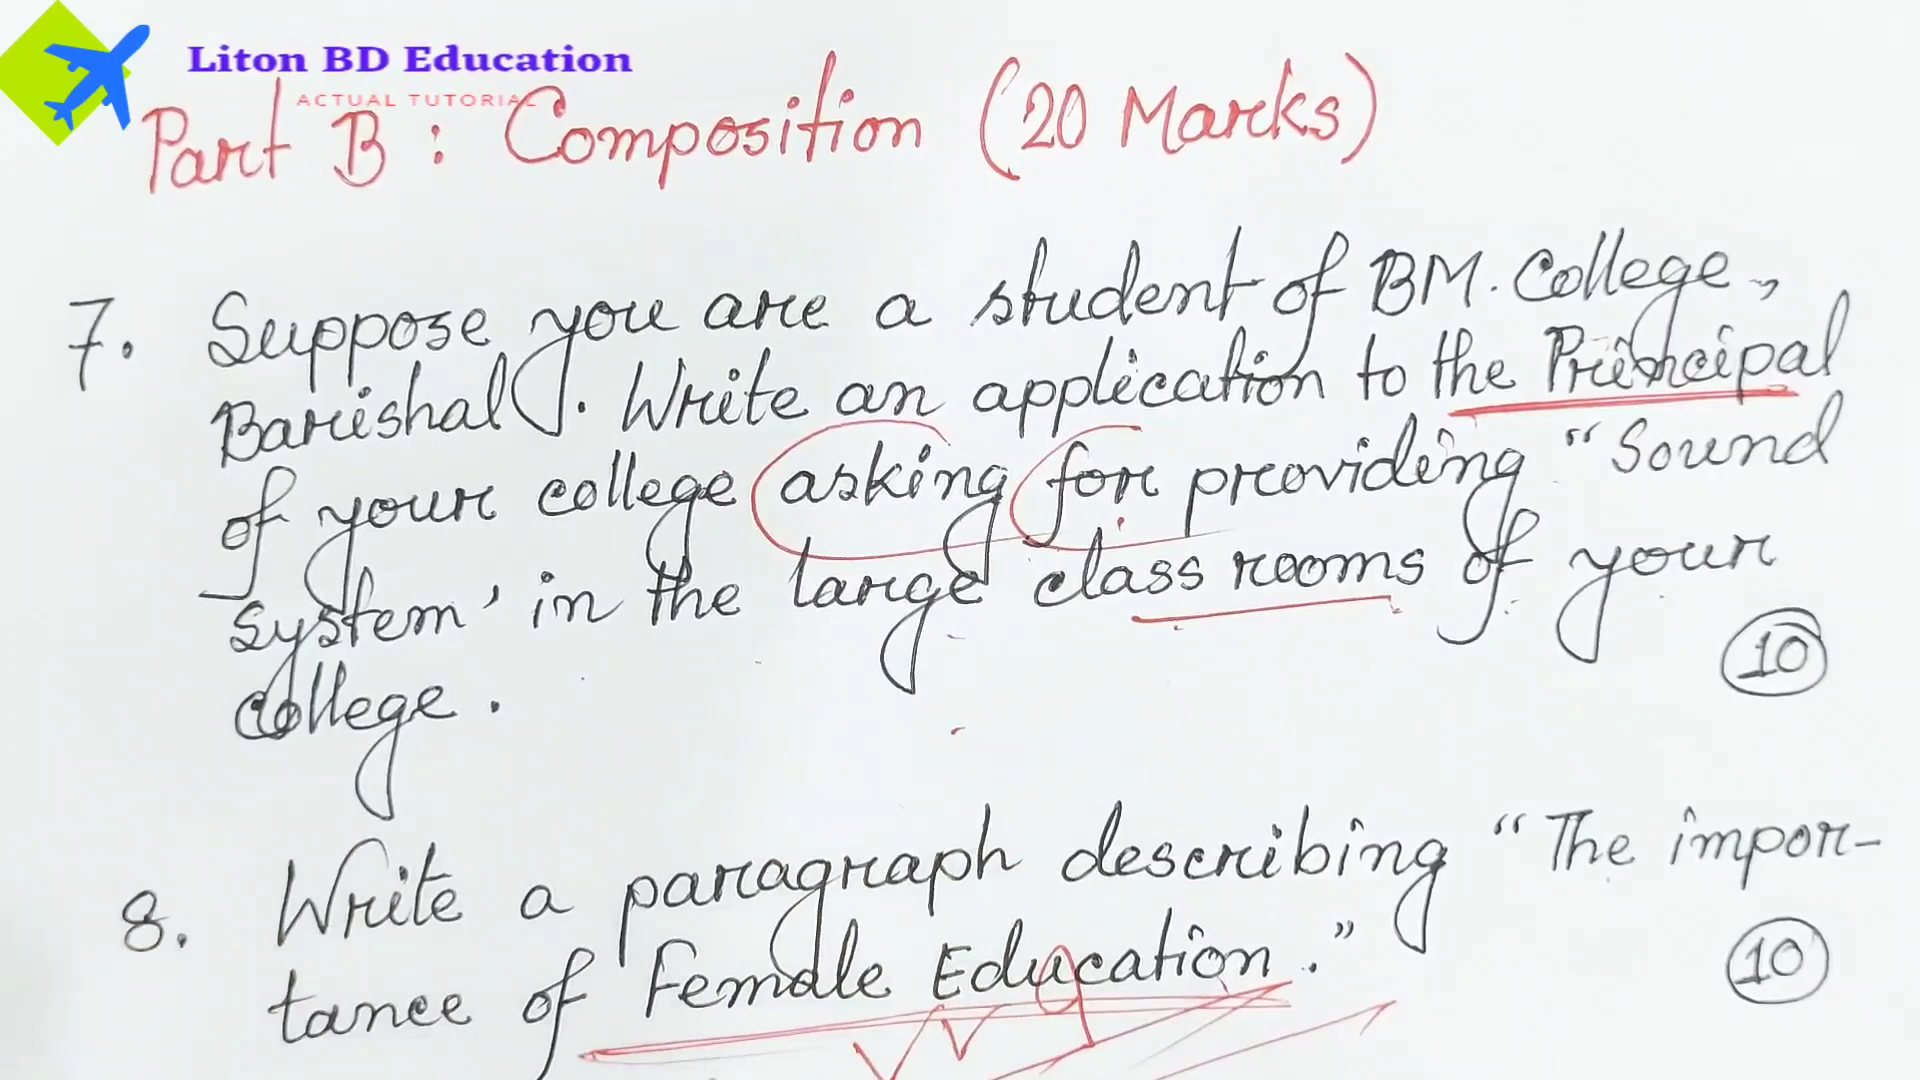 Liton BD Education
ACTUAL TUTORIAL
Part B : Composition (20 Marks)
7. Suppose you are a student of BM. College,
Barishal. Write an application to the Principal
of your college asking for providing "Sound
system' in the large class rooms of your
college.
10
8. Write a paragraph describing "The impor-
tance of Female Education."
10